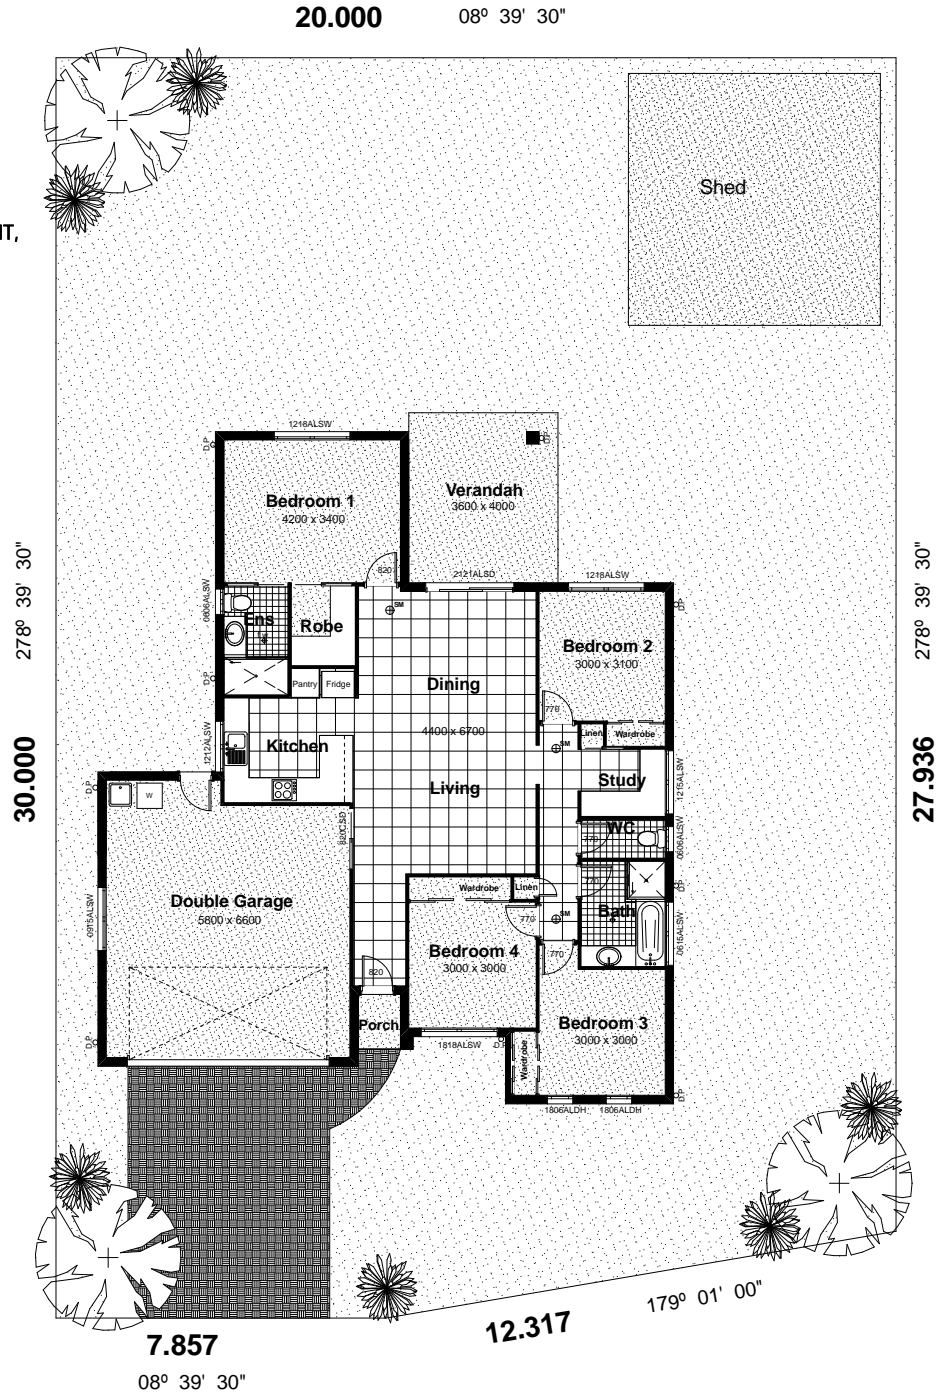 20.000 08º 39' 30"
NT,
Shed
1218ALSW
D.P
Bedroom 1
4200 x 3400
Verandah
3600 x 4000
D.P
278º 39' 30"
278º 39' 30"
820
2121ALSD
1218ALSW
0606ALSW
SM
D.P
Ens
Robe
Bedroom 2
3000 x 3100
D.P
Pantry
Fridge
Dining
770
4400 x 6700
1212ALSW
Kitchen
SM
Linen
Wardrobe
30.000
27.936
Study
1215ALSW
Living
D.P
W
820CSD
WC
770
0606ALSW
770
D.P
Wardrobe
Linen
Double Garage
5800 x 6600
0915ALSW
SM
Bath
770
0615ALSW
Bedroom 4
3000 x 3000
770
820
Porch
Bedroom 3
3000 x 3000
D.P
1818ALSW
D.P
Wardrobe
D.P
1806ALDH
1806ALDH
179º 01' 00"
12.317
7.857
08º 39' 30"